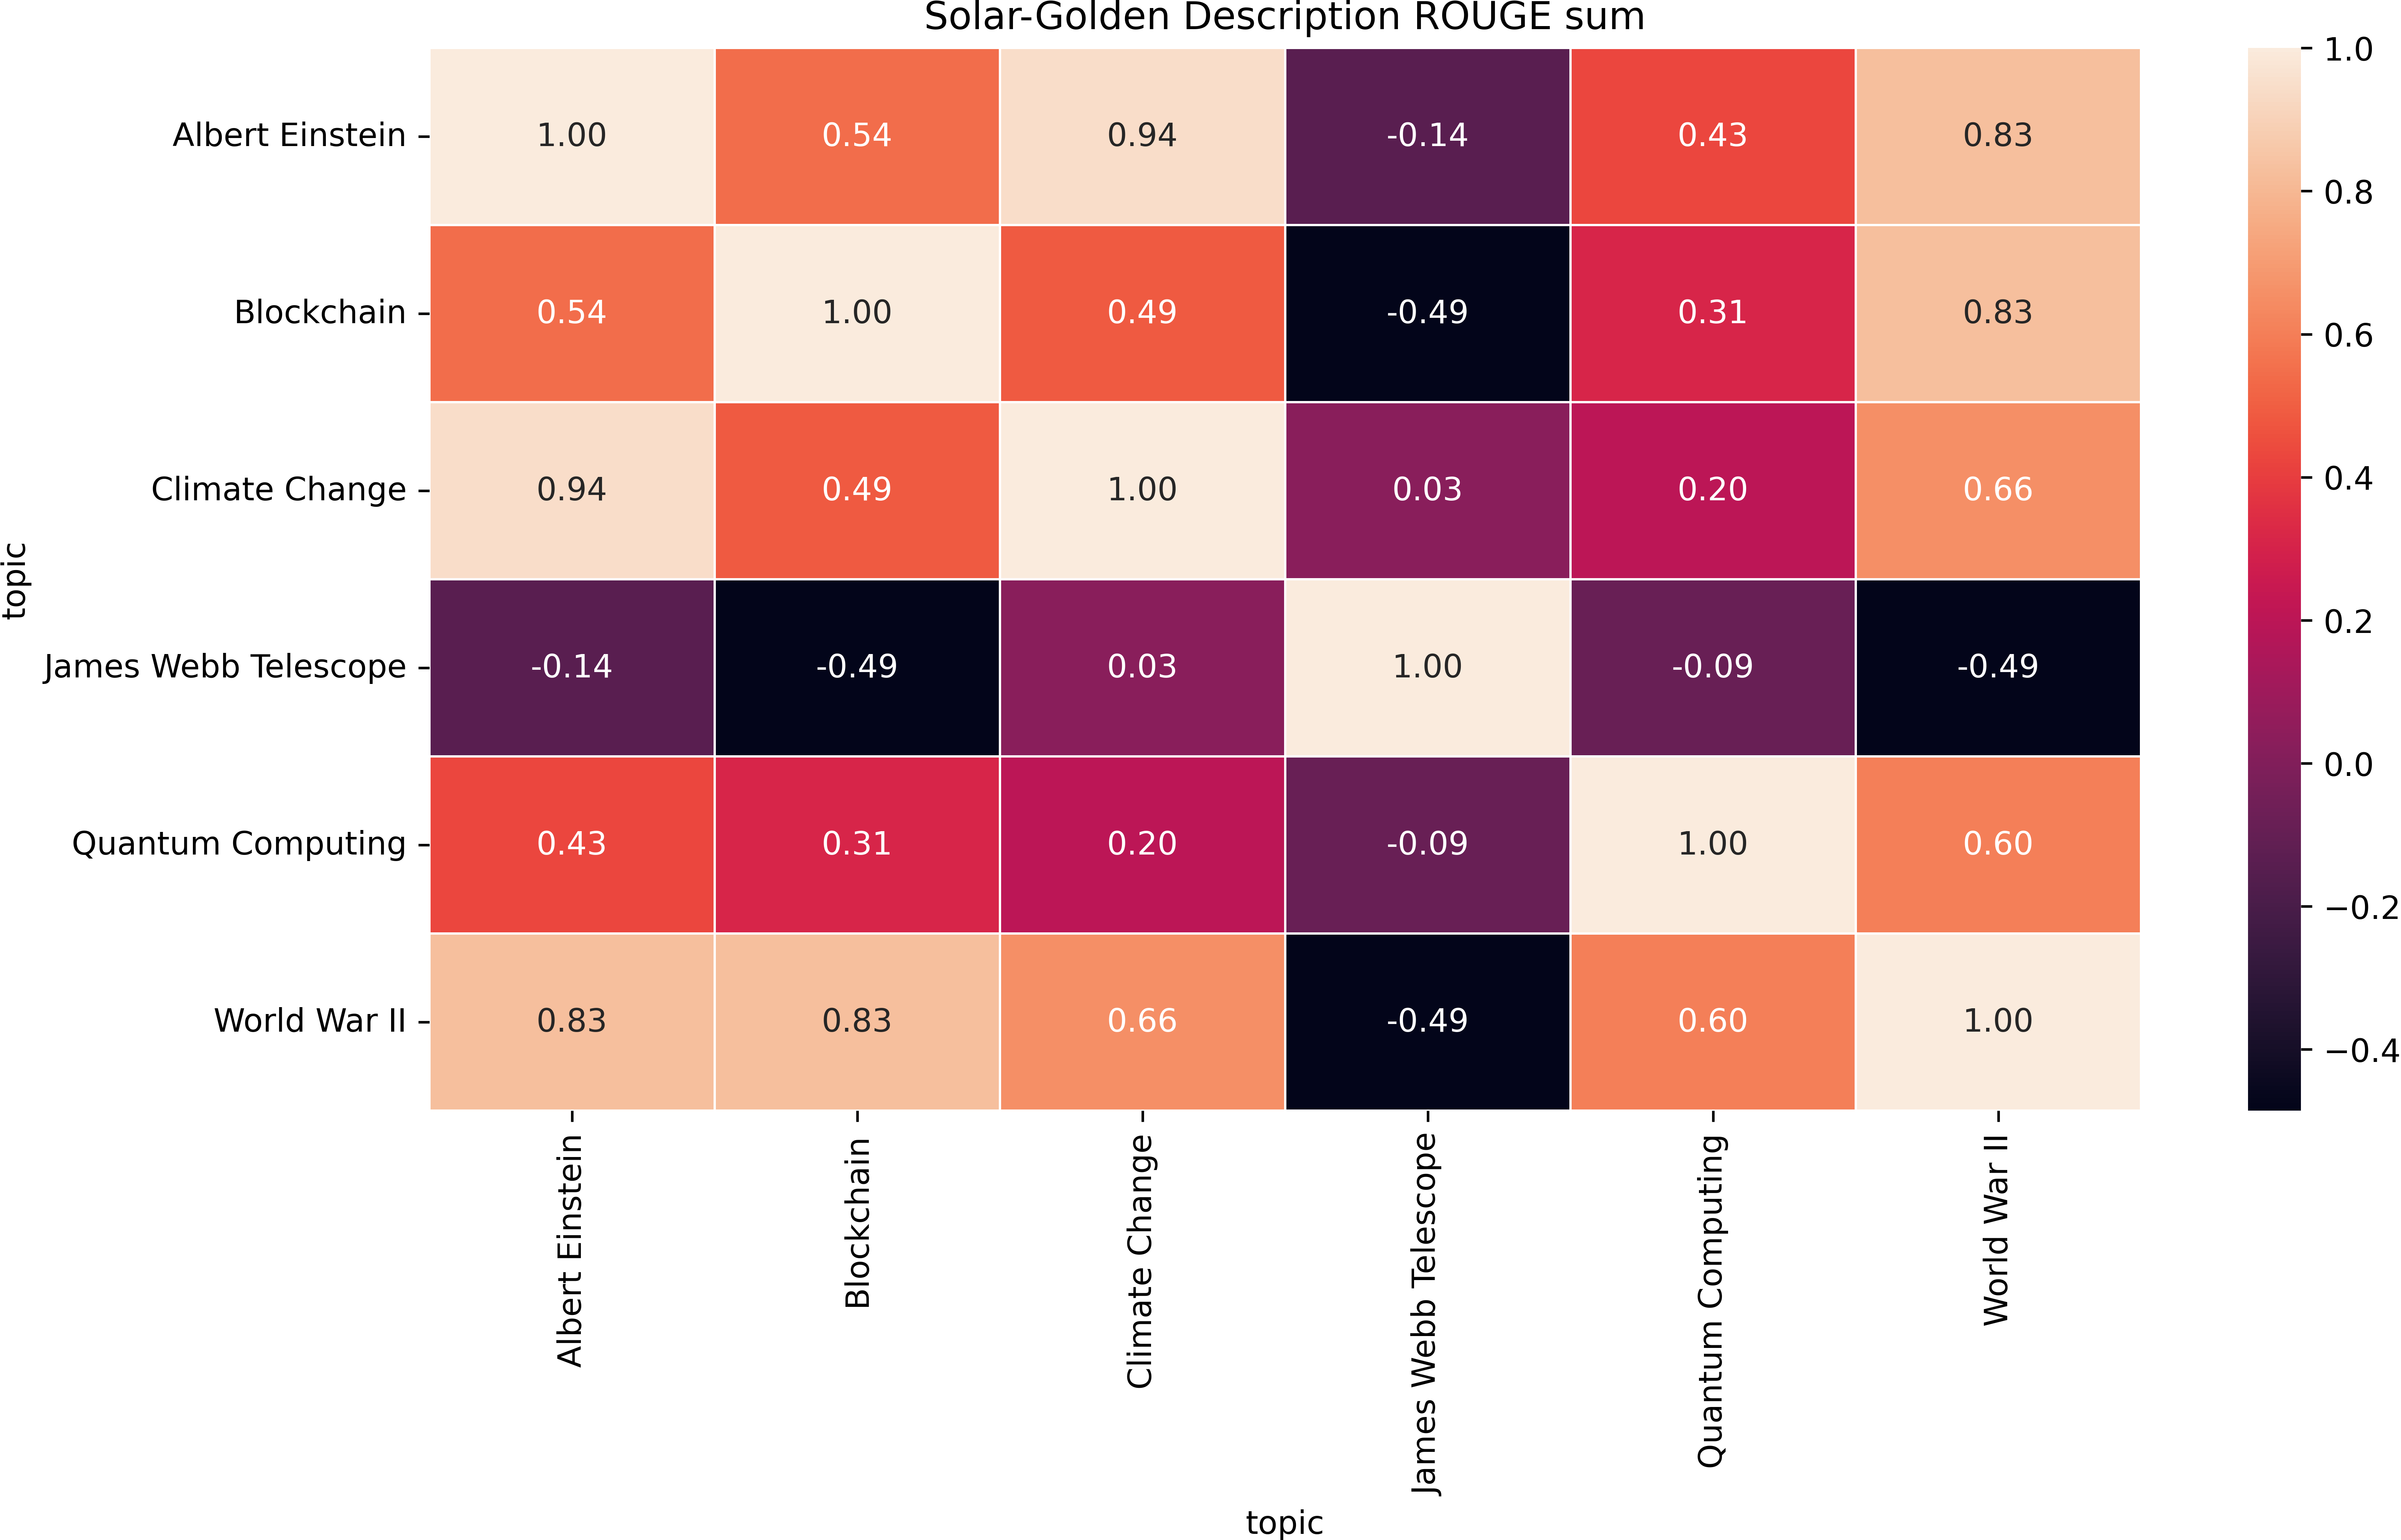 Solar-Golden Description ROUGE sum
Albert Einstein 1.00 0.54 0.94 -0.14 0.43 0.83
Blockchain 0.54 1.00 0.49 -0.49 0.31 0.83
Climate Change 0.94 0.49 1.00 0.03 0.20 0.66
James Webb Telescope -0.14 -0.49 0.03 1.00 -0.09 -0.49
Quantum Computing 0.43 0.31 0.20 -0.09 1.00 0.60
World War II 0.83 0.83 0.66 -0.49 0.60 1.00
topic
Albert Einstein
Blockchain
Climate Change
James Webb Telescope
Quantum Computing
World War II
topic
1.0
0.8
0.6
0.4
0.2
0.0
−0.2
−0.4